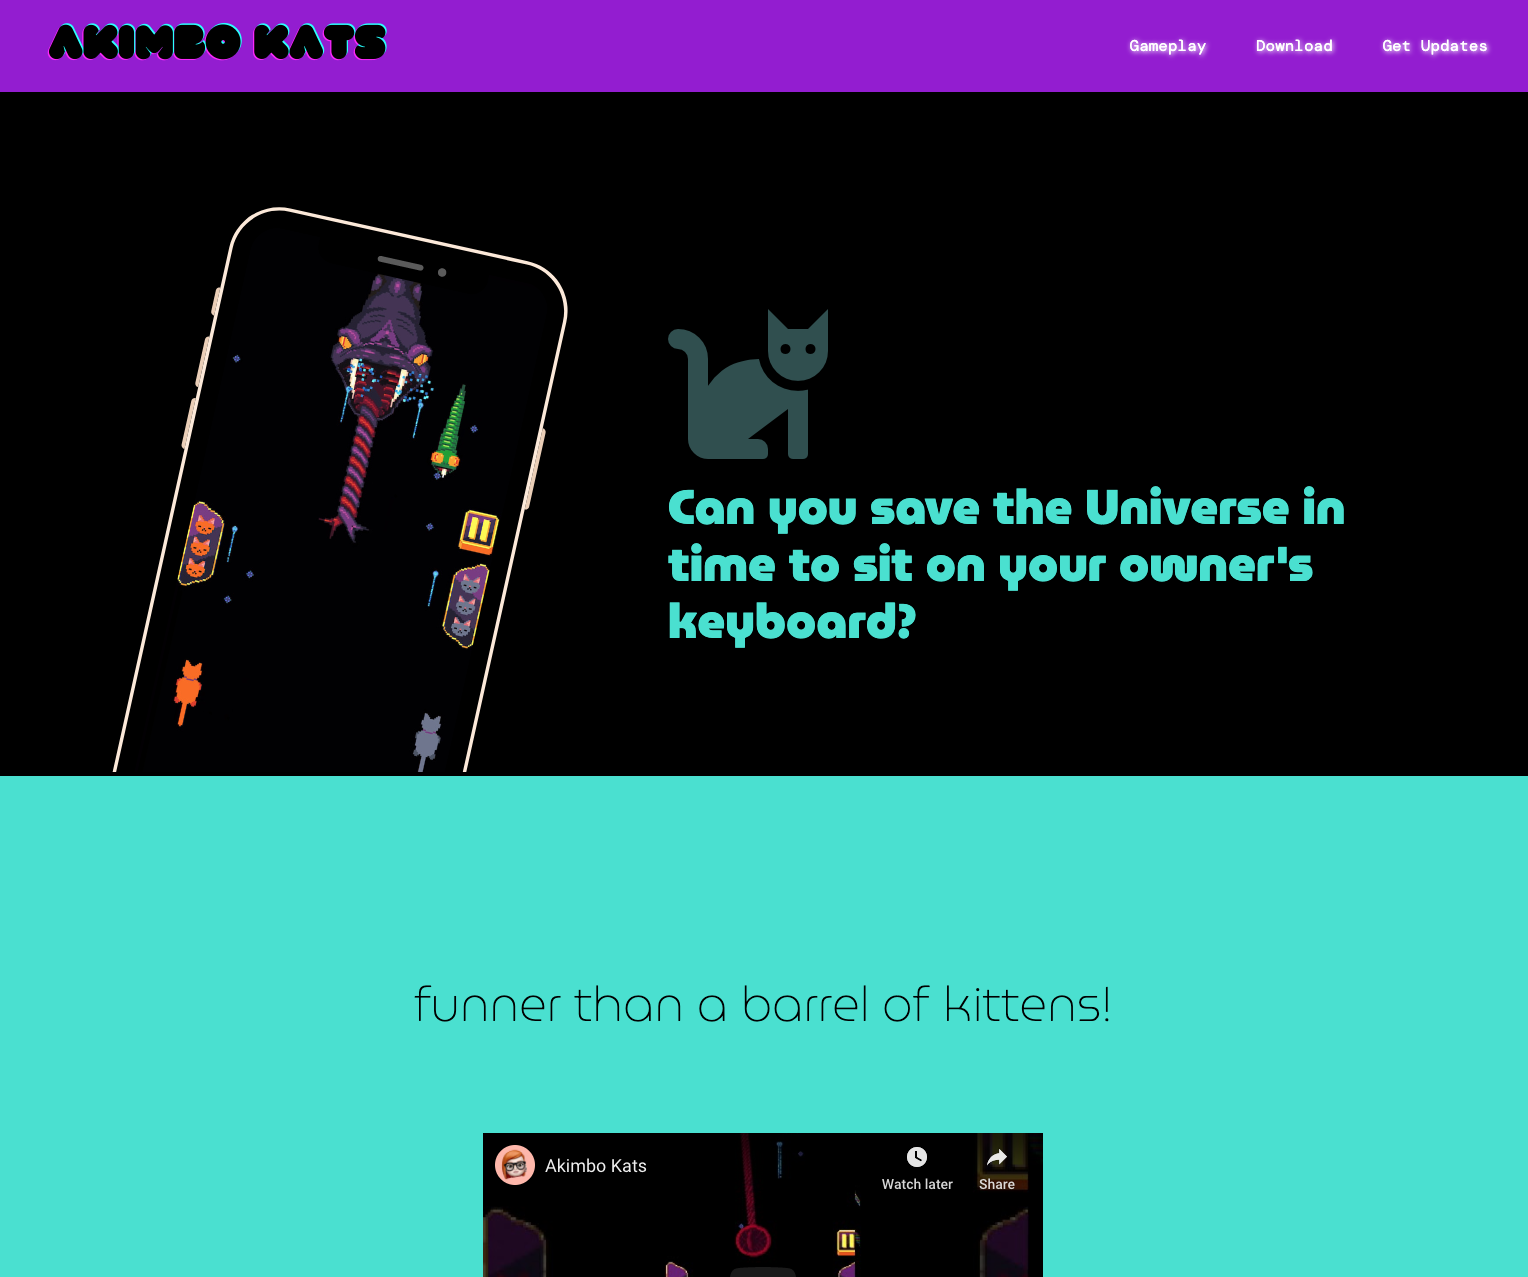 AKIMBO KATS
Gameplay Download Get Updates
Can you save the Universe in
time to sit on your owner's
keyboard?
funner than a barrel of kittens!
Akimbo Kats
Watch later Share